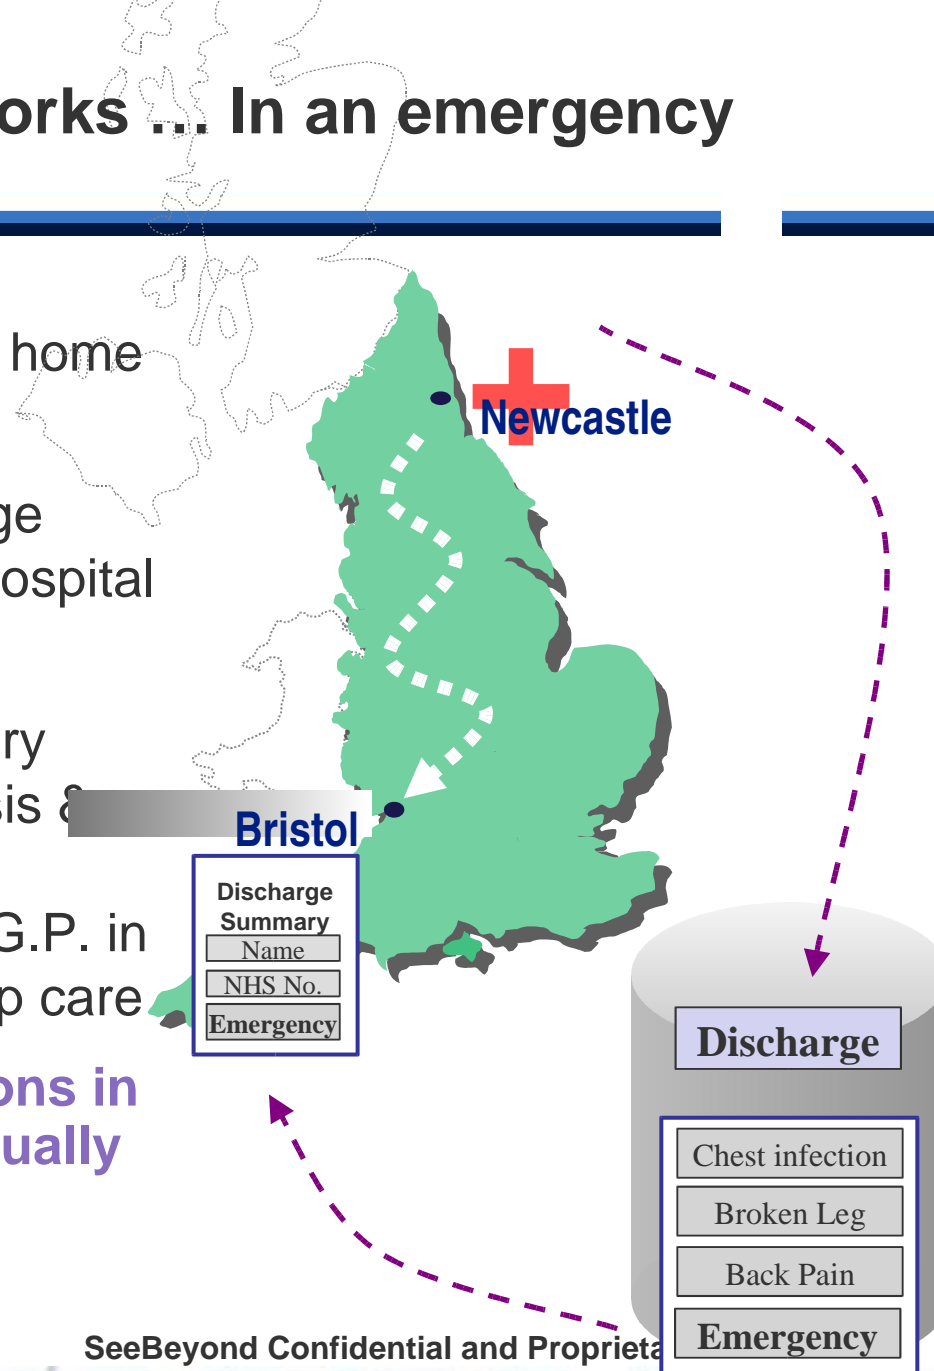 orks ... In an emergency
home
Newcastle
ge
ospital
ry
sis &
Bristol
Discharge
Summary
Name
NHS No.
Emergency
G.P. in
p care
ons in
ually
Discharge
Chest infection
Broken Leg
Back Pain
Emergency
SeeBeyond Confidential and Proprieta